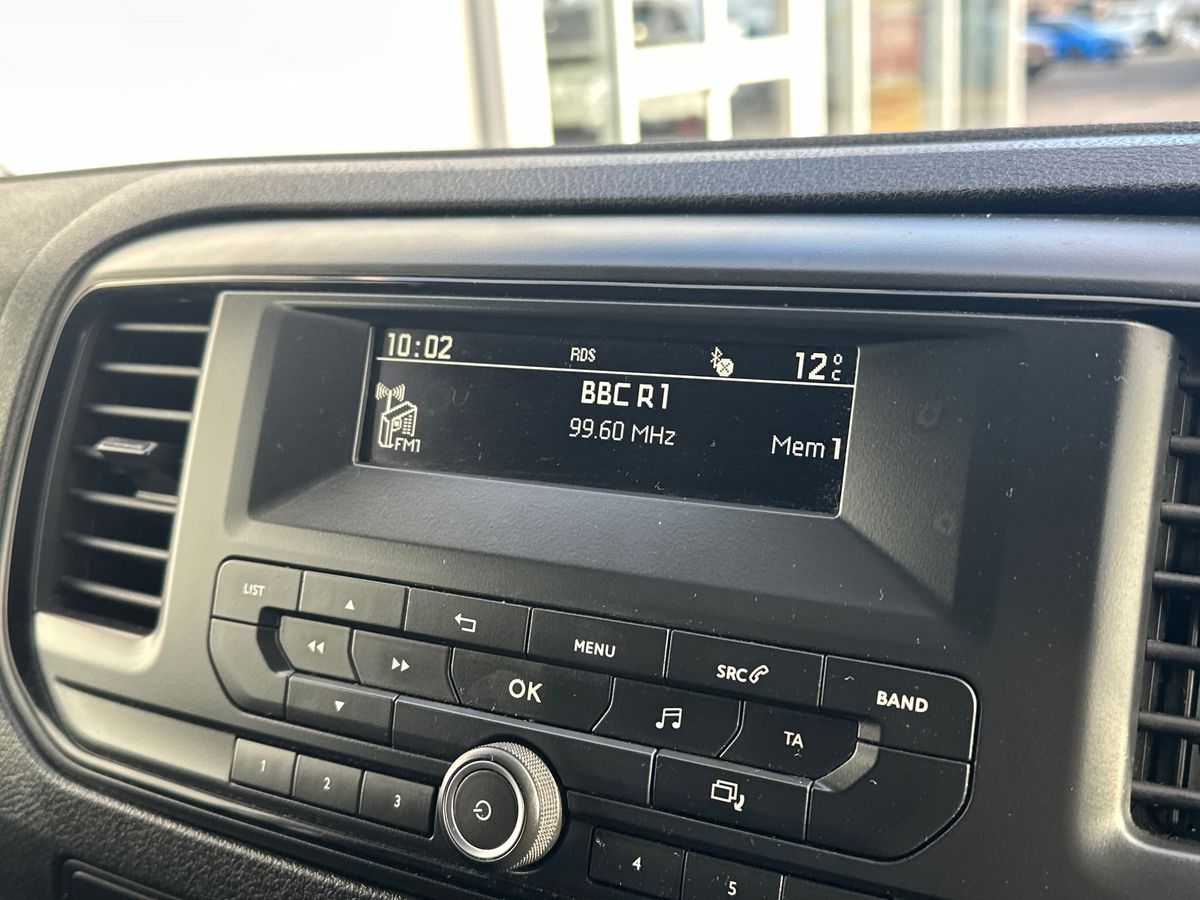 10:02 RDS 12°C
BBC R1
99.60 MHz
FM1 Mem 1
LIST
MENU
SRC
BAND
OK
TA
1 2 3
4 5